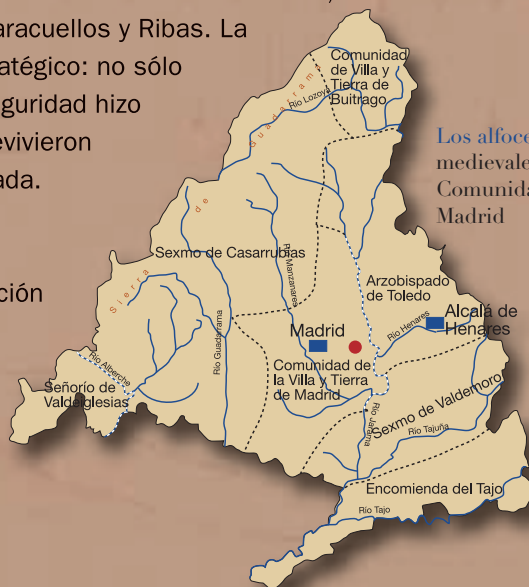 aracuellos y Ribas. La
atégico: no sólo
guridad hizo
evivieron
ada.
ción
Los alfoce
medievale
Comunida
Madrid
Comunidad
de Villa y
Tierra de
Buitrago
Río Lozoya
Sierra de Guadarrama
Sexmo de Casarrubias
Río Manzanares
Río Guadarrama
Arzobispado
de Toledo
Alcalá de
Henares
Río Henares
Madrid
Comunidad de
la Villa y Tierra
de Madrid
Río Alberche
Señorío de
Valdeiglesias
Río Jarama
Sexmo de Valdemoro
Río Tajuña
Encomienda del Tajo
Río Tajo